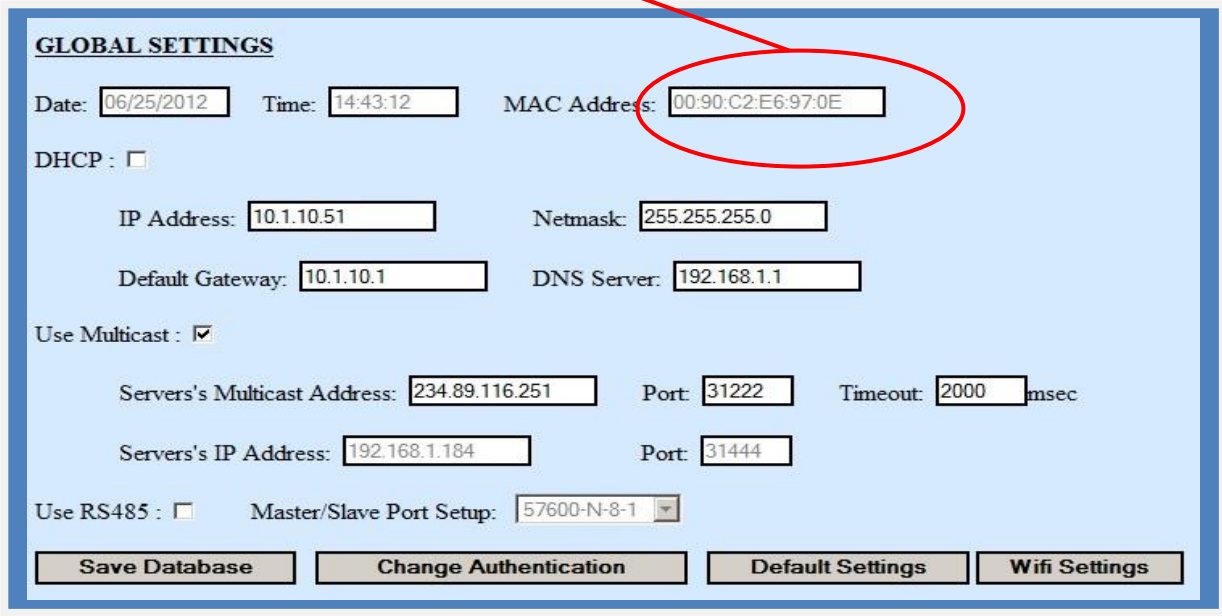 GLOBAL SETTINGS
Date: 06/25/2012 Time: 14:43:12 MAC Address: 00:90:C2:E6:97:0E
DHCP :
IP Address: 10.1.10.51 Netmask: 255.255.255.0
Default Gateway: 10.1.10.1 DNS Server: 192.168.1.1
Use Multicast :
Servers's Multicast Address: 234.89.116.251 Port: 31222 Timeout: 2000 msec
Servers's IP Address: 192.168.1.184 Port: 31444
Use RS485 : Master/Slave Port Setup: 57600-N-8-1
Save Database Change Authentication Default Settings Wifi Settings